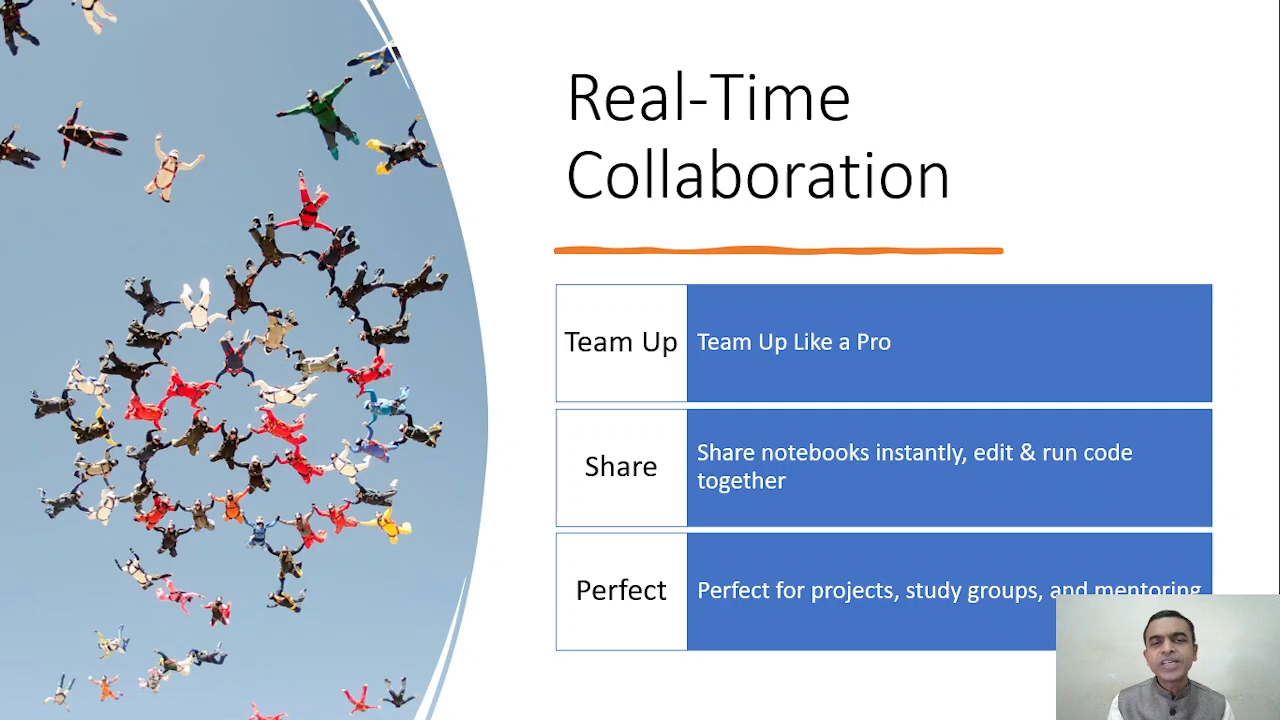 Real-Time
Collaboration
Team Up
Team Up Like a Pro
Share
Share notebooks instantly, edit & run code
together
Perfect
Perfect for projects, study groups, and mentoring